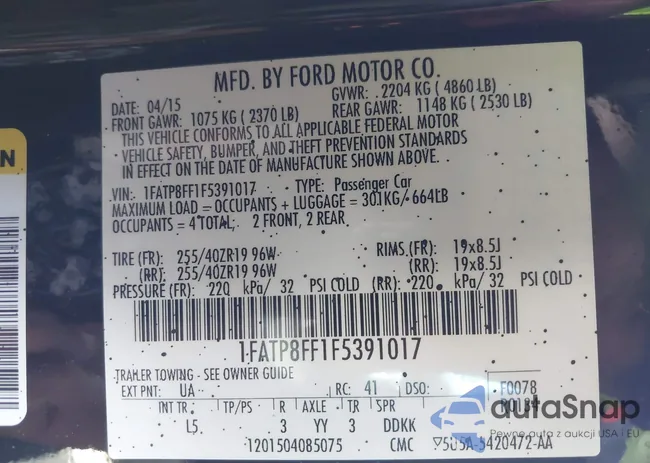 MFD. BY FORD MOTOR CO.
DATE: 04/15 GVWR: 2204 KG ( 4860 LB)
FRONT GAWR: 1075 KG ( 2370 LB) REAR GAWR: 1148 KG ( 2530 LB)
THIS VEHICLE CONFORMS TO ALL APPLICABLE FEDERAL MOTOR
VEHICLE SAFETY, BUMPER, AND THEFT PREVENTION STANDARDS
IN EFFECT ON THE DATE OF MANUFACTURE SHOWN ABOVE.
VIN: 1FATP8FF1F5391017 TYPE: Passenger Car
MAXIMUM LOAD = OCCUPANTS + LUGGAGE = 301KG/ 664LB
OCCUPANTS = 4 TOTAL; 2 FRONT, 2 REAR
TIRE (FR): 255/40ZR19 96W RIMS (FR): 19x8.5J
(RR): 255/40ZR19 96W (RR): 19x8.5J
PRESSURE (FR): 220 kPa/ 32 PSI COLD (RR): 220 kPa/ 32 PSI COLD
1FATP8FF1F5391017
TRAILER TOWING - SEE OWNER GUIDE
EXT PNT: UA RC: 41 DSO: F0078
INT TR TP/PS R AXLE TR SPR
L5 3 YY 3 DDKK
1201504085075 CMC
autaSnap
Pewne auta z aukcji USA i EU
N